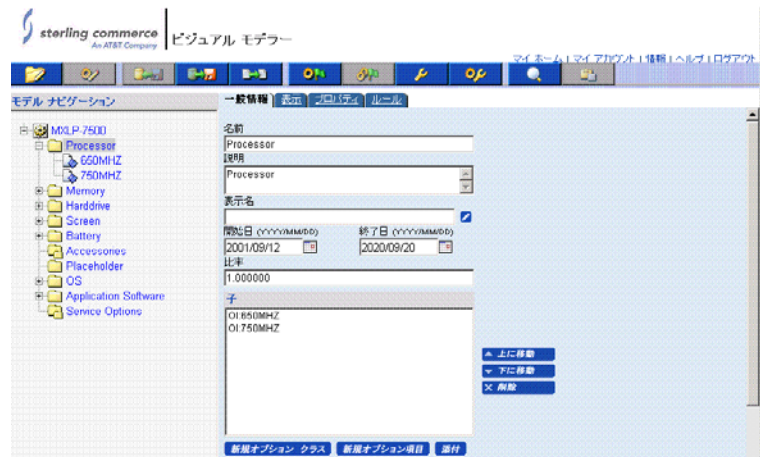 sterling commerce
An AT&T Company
ビジュアル モデラー
マイ ホーム | マイ アカウント | 情報 | ヘルプ | ログアウト
モデル ナビゲーション
一般情報 表示 プロパティ ルール
MXLP-7500
Processor
650MHZ
750MHZ
Memory
Harddrive
Screen
Battery
Accessories
Placeholder
OS
Application Software
Service Options
名前
Processor
説明
Processor
表示名
開始日 (YYYY/MM/DD) 終了日 (YYYY/MM/DD)
2001/09/12 2020/09/20
比率
1.000000
子
OI:650MHZ
OI:750MHZ
上に移動
下に移動
削除
新規オプション クラス 新規オプション項目 添付